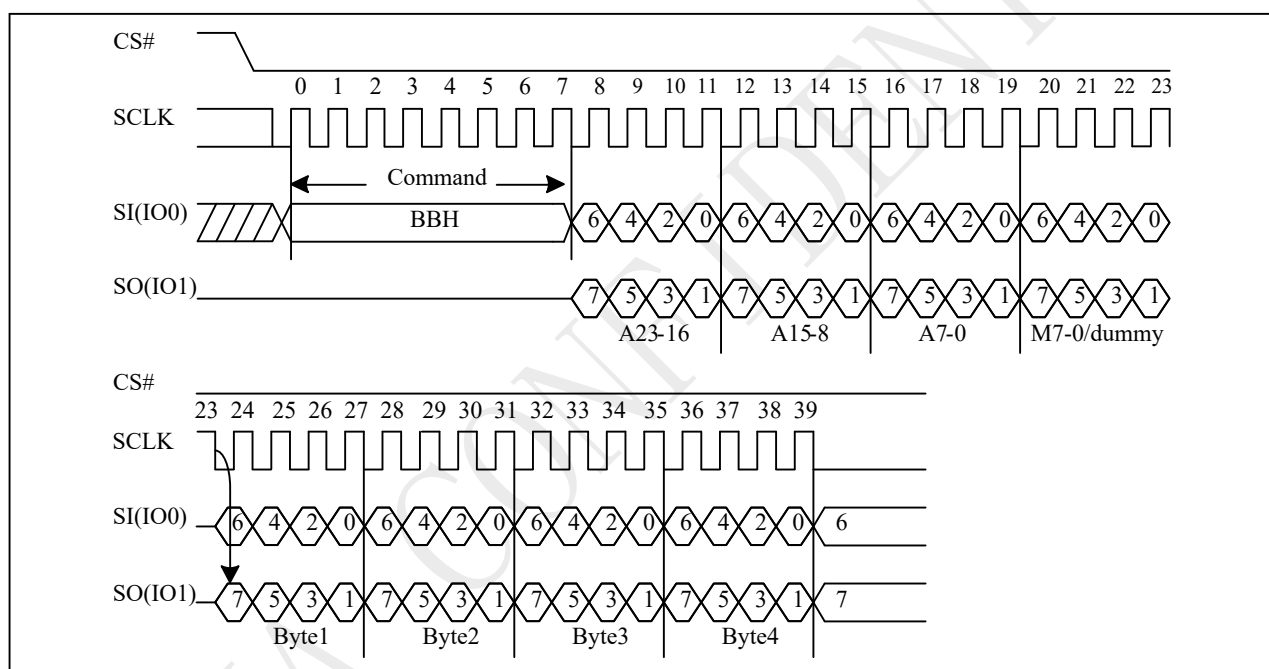 CS#
0 1 2 3 4 5 6 7 8 9 10 11 12 13 14 15 16 17 18 19 20 21 22 23
SCLK
Command
SI(IO0) BBH 6 4 2 0 6 4 2 0 6 4 2 0 6 4 2 0
SO(IO1) 7 5 3 1 7 5 3 1 7 5 3 1 7 5 3 1
A23-16 A15-8 A7-0 M7-0/dummy
CS#
23 24 25 26 27 28 29 30 31 32 33 34 35 36 37 38 39
SCLK
SI(IO0) 6 4 2 0 6 4 2 0 6 4 2 0 6 4 2 0 6
SO(IO1) 7 5 3 1 7 5 3 1 7 5 3 1 7 5 3 1 7
Byte1 Byte2 Byte3 Byte4
A CONFIDENT